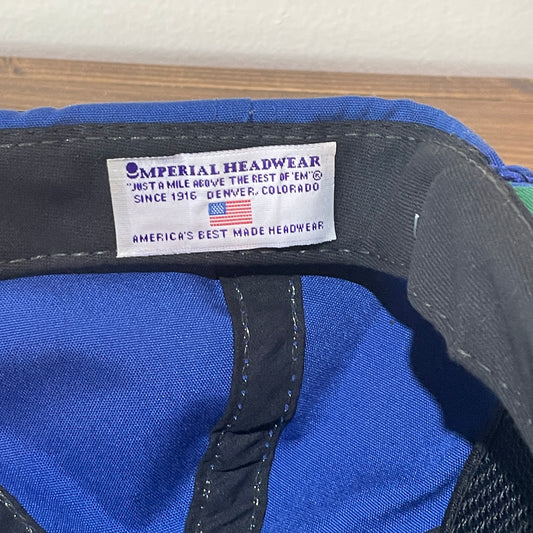 IMPERIAL HEADWEAR
"JUST A MILE ABOVE THE REST OF 'EM"®
SINCE 1916 DENVER, COLORADO
AMERICA'S BEST MADE HEADWEAR